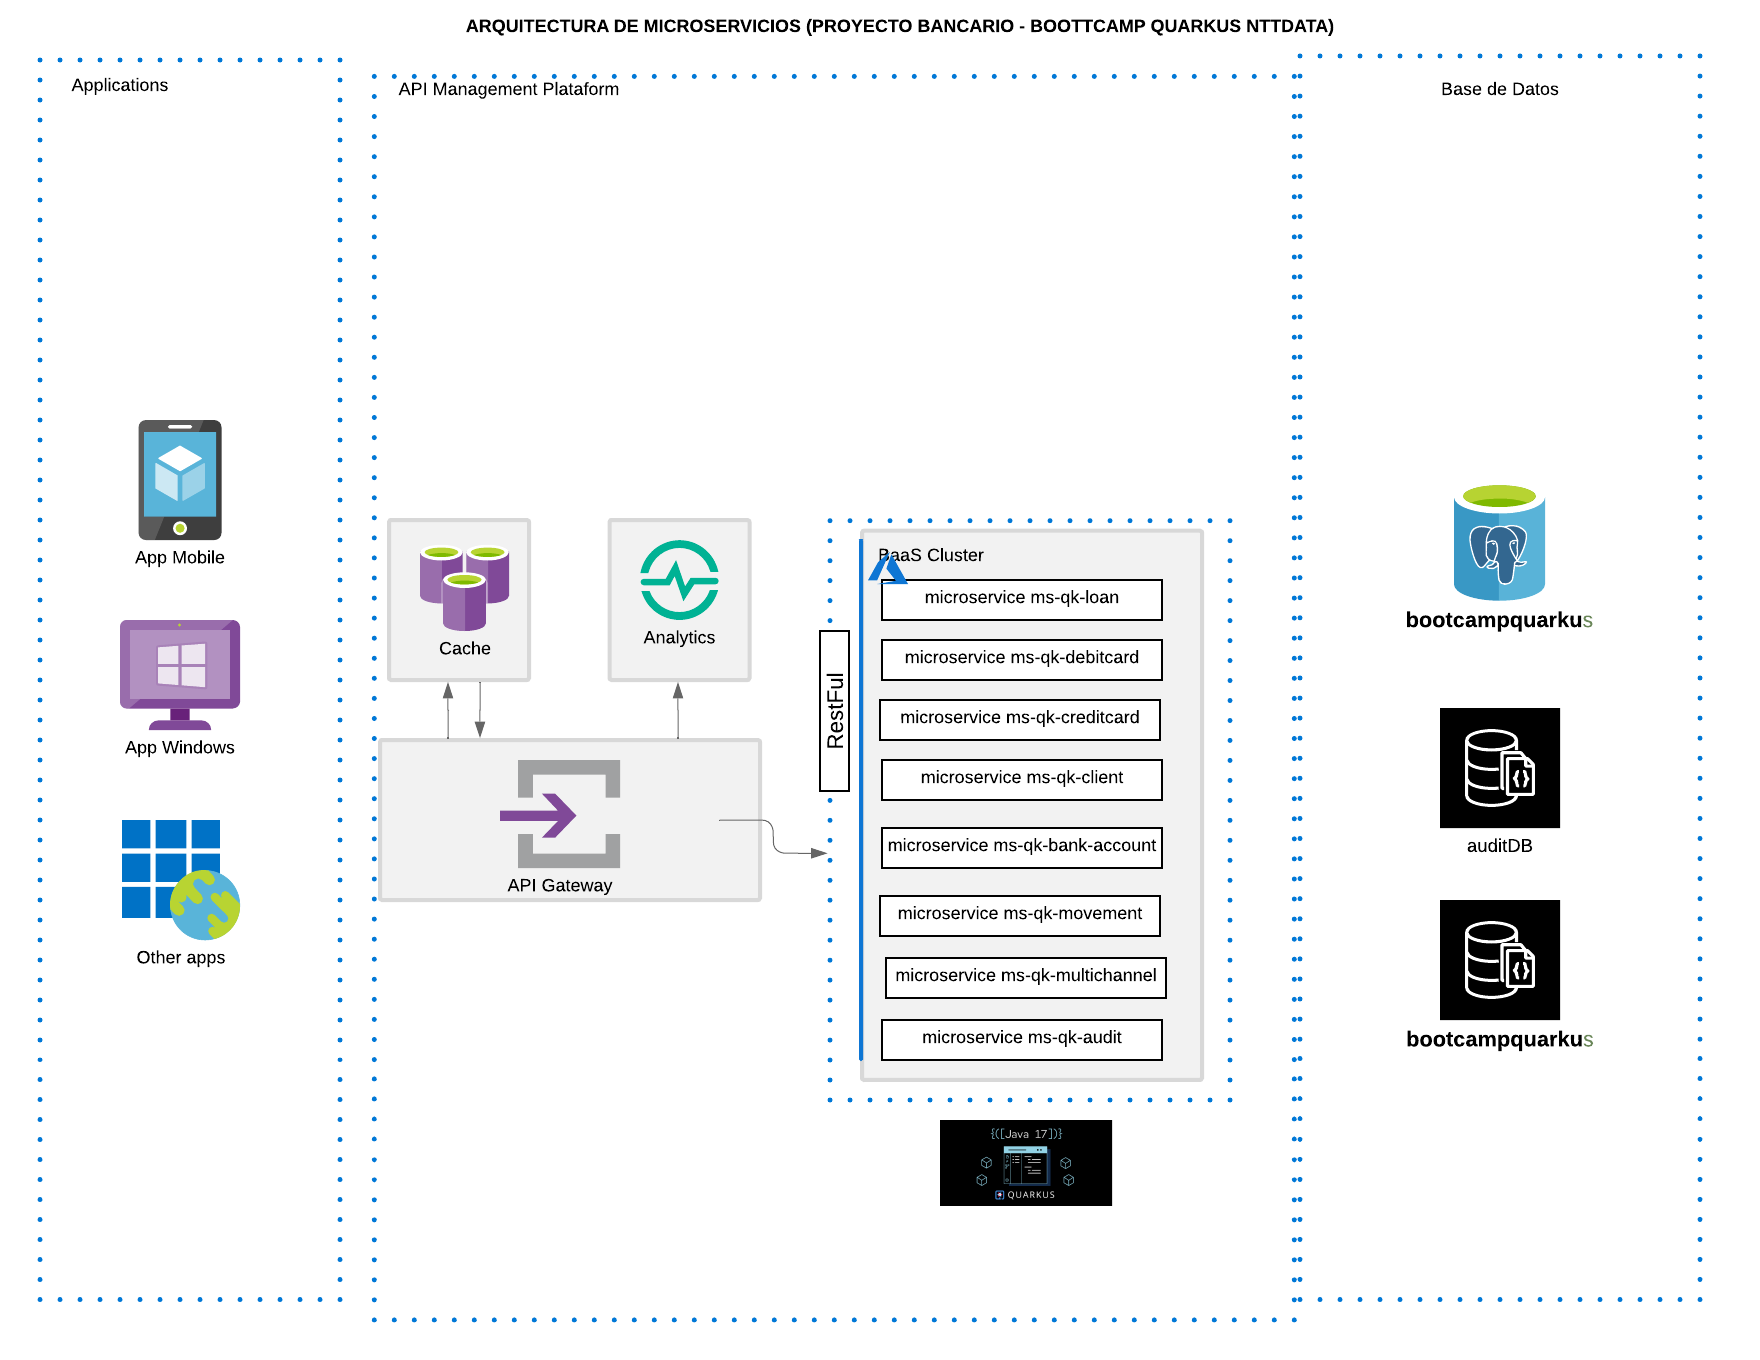 ARQUITECTURA DE MICROSERVICIOS (PROYECTO BANCARIO - BOOTTCAMP QUARKUS NTTDATA)
Applications
App Mobile
App Windows
Other apps
API Management Plataform
Cache
Analytics
API Gateway
RestFul
BaaS Cluster
microservice ms-qk-loan
microservice ms-qk-debitcard
microservice ms-qk-creditcard
microservice ms-qk-client
microservice ms-qk-bank-account
microservice ms-qk-movement
microservice ms-qk-multichannel
microservice ms-qk-audit
{([Java 17])}
QUARKUS
Base de Datos
bootcampquarkus
{}
auditDB
{}
bootcampquarkus